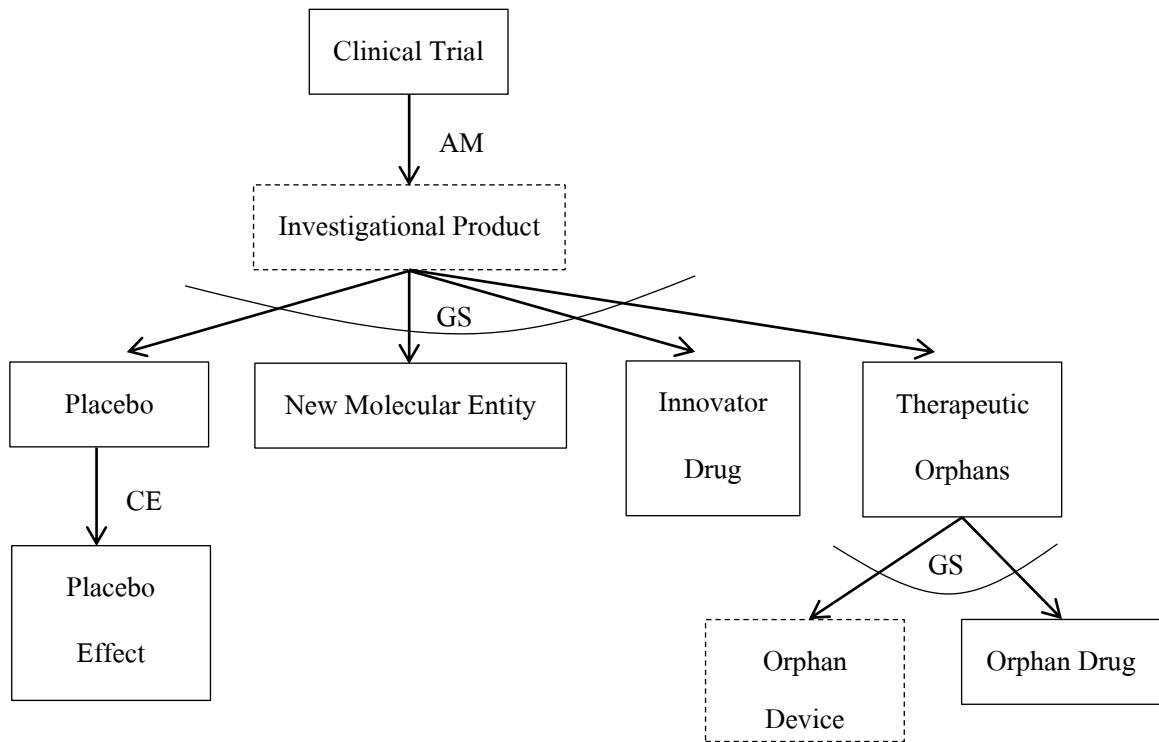 Clinical Trial
AM
Investigational Product
GS
Placebo
New Molecular Entity
Innovator
Drug
Therapeutic
Orphans
CE
GS
Placebo
Effect
Orphan
Device
Orphan Drug